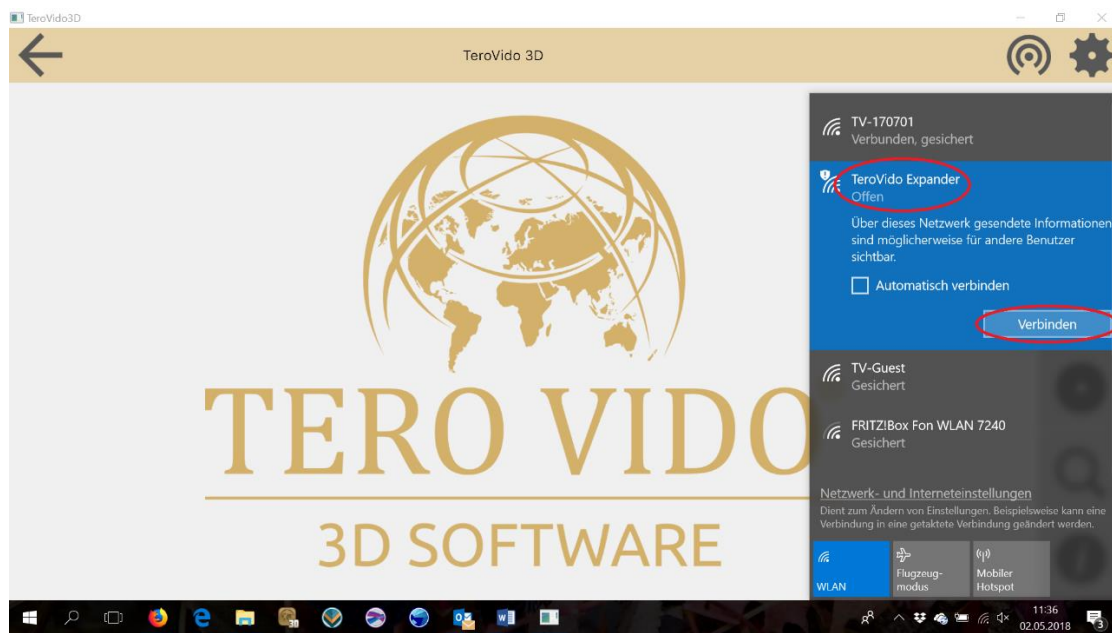 TeroVido3D
TeroVido 3D
TV-170701
Verbunden, gesichert
TeroVido Expander
Offen
Über dieses Netzwerk gesendete Informationen
sind möglicherweise für andere Benutzer
sichtbar.
Automatisch verbinden
Verbinden
TV-Guest
Gesichert
FRITZ!Box Fon WLAN 7240
Gesichert
Netzwerk- und Interneteinstellungen
Dient zum Ändern von Einstellungen. Beispielsweise kann eine
Verbindung in eine getaktete Verbindung geändert werden.
WLAN
Flugzeug-
modus
Mobiler
Hotspot
TERO VIDO
3D SOFTWARE
11:36
02.05.2018
3